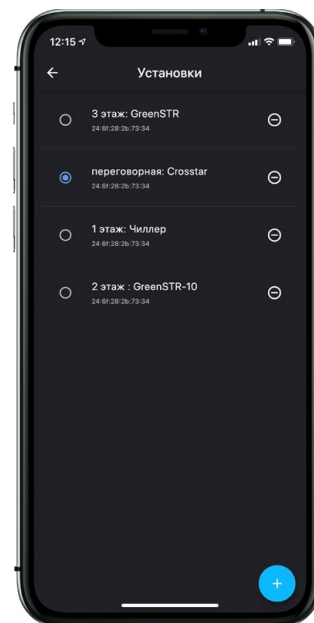 12:15
Установки
3 этаж: GreenSTR
24:6f:28:2b:73:34
переговорная: Crosstar
24:6f:28:2b:73:34
1 этаж: Чиллер
24:6f:28:2b:73:34
2 этаж : GreenSTR-10
24:6f:28:2b:73:34